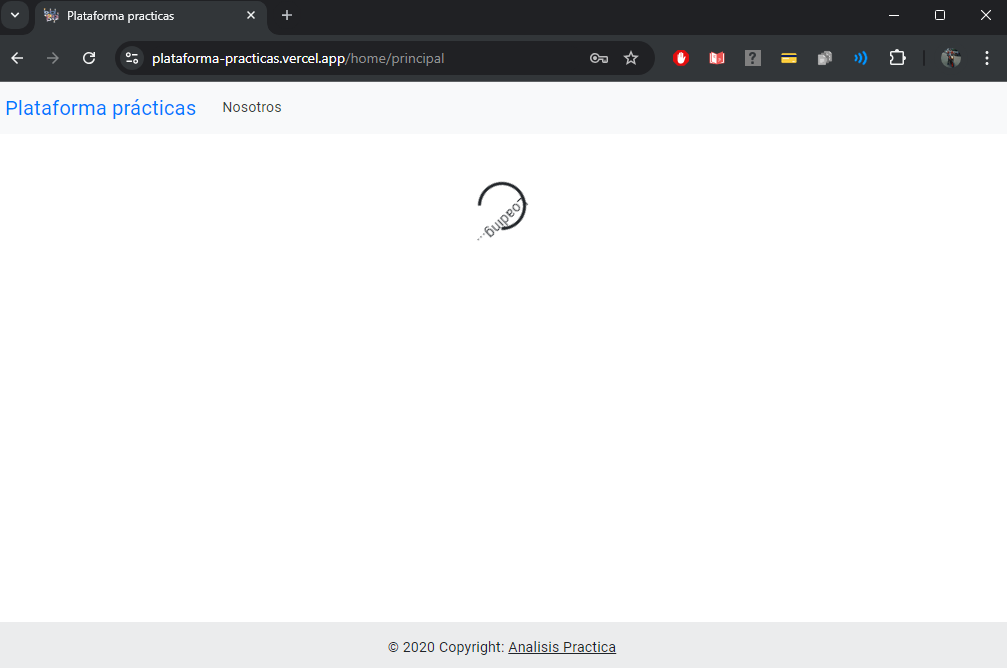 Plataforma practicas
plataforma-practicas.vercel.app/home/principal
Plataforma prácticas
Nosotros
Loading...
© 2020 Copyright: Analisis Practica